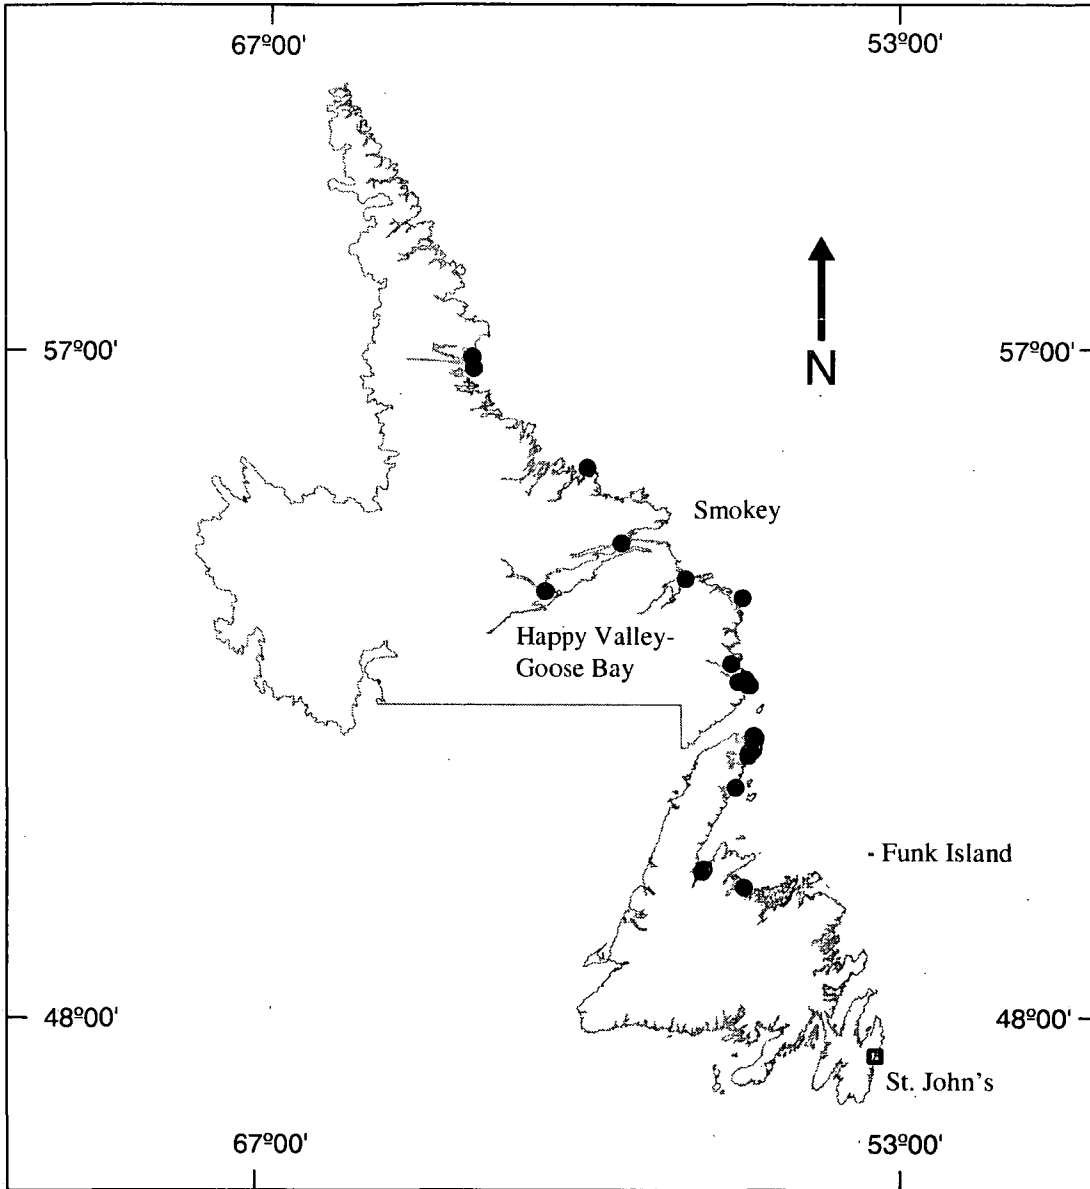 67º00'
53º00'
57º00'
57º00'
N
Smokey
Happy Valley-
Goose Bay
Funk Island
48º00'
48º00'
St. John's
67º00'
53º00'